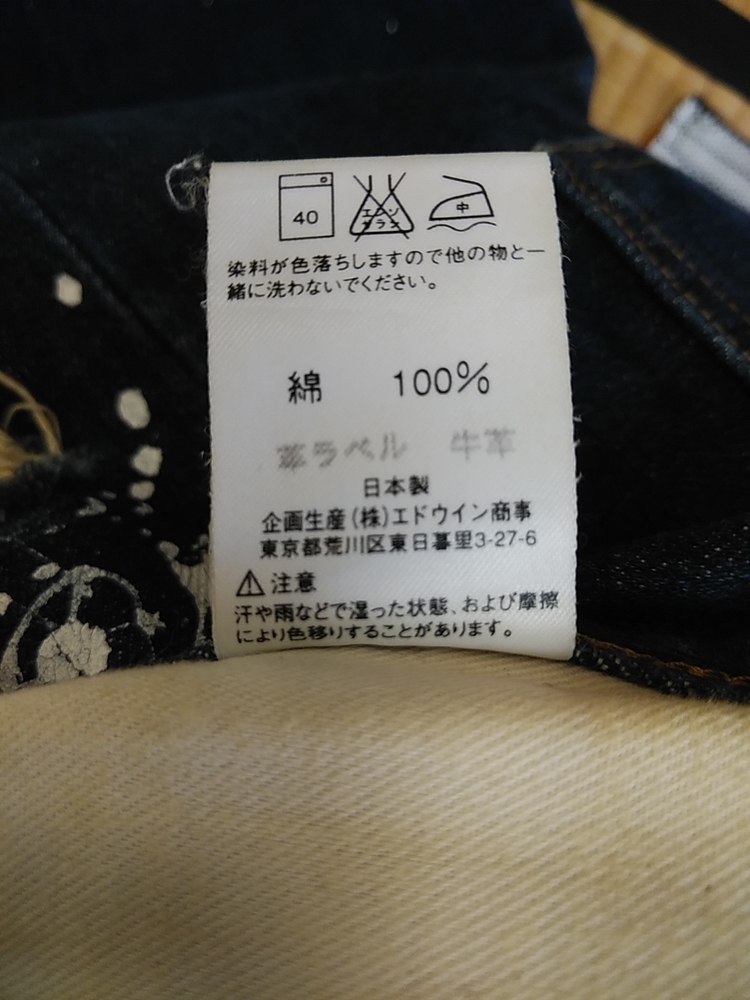 40 エンソ サラシ 中
染料が色落ちしますので他の物と一
緒に洗わないでください。
綿 100%
革ラベル 牛革
日本製
企画生産(株)エドウイン商事
東京都荒川区東日暮里3-27-6
⚠注意
汗や雨などで湿った状態、および摩擦
により色移りすることがあります。